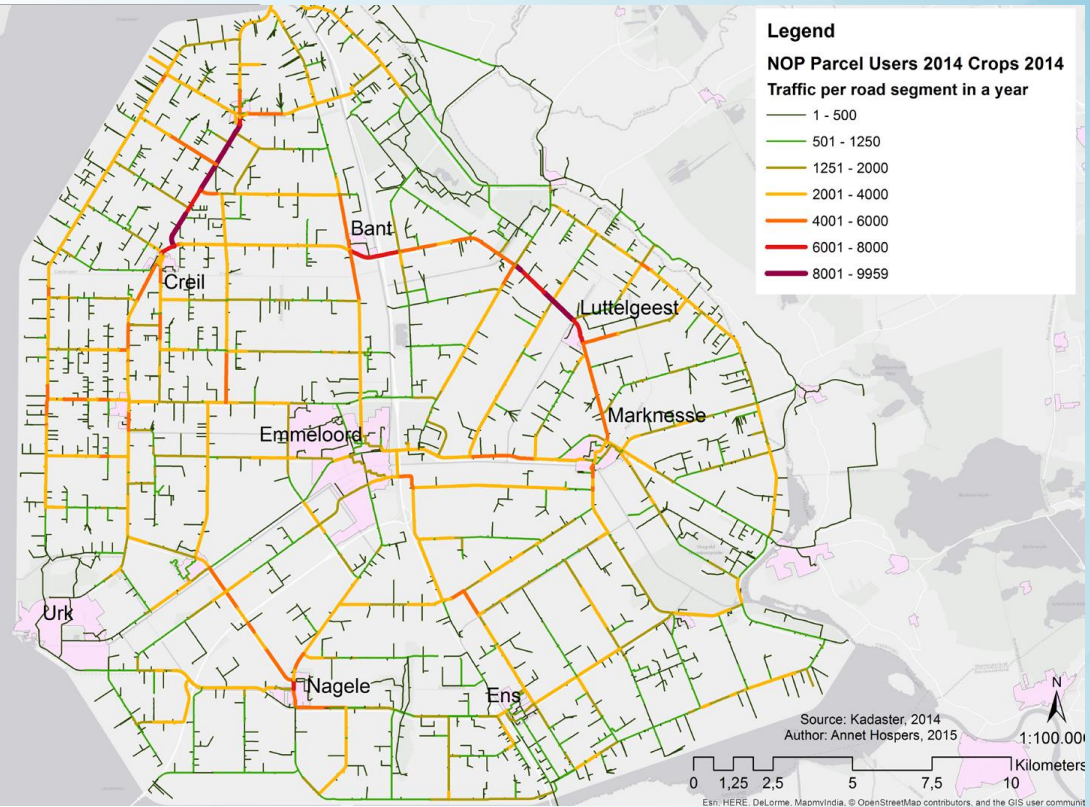 Legend
NOP Parcel Users 2014 Crops 2014
Traffic per road segment in a year
1 - 500
501 - 1250
1251 - 2000
2001 - 4000
4001 - 6000
6001 - 8000
8001 - 9959
Bant
Creil
Luttelgeest
Marknesse
Emmeloord
Urk
Nagele
Ens
N
Source: Kadaster, 2014
Author: Annet Hospers, 2015
1:100.000
Kilometers
0 1,25 2,5 5 7,5 10
Esri, HERE, DeLorme, MapmyIndia, © OpenStreetMap contributors, and the GIS user communit